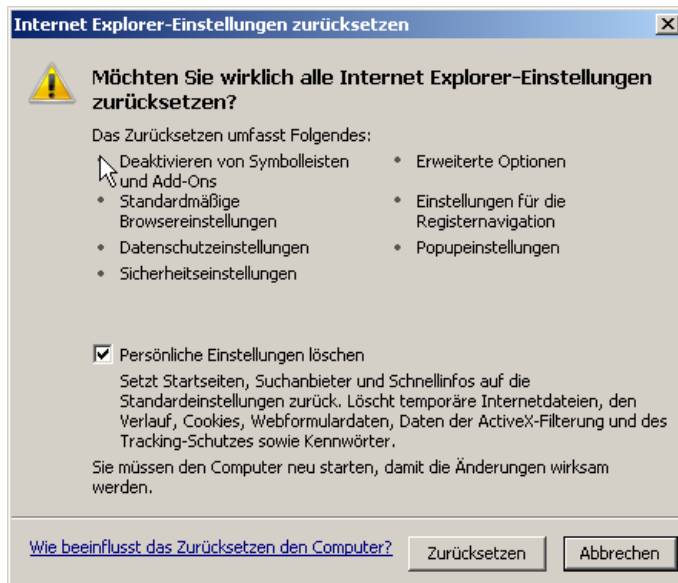 Internet Explorer-Einstellungen zurücksetzen
Möchten Sie wirklich alle Internet Explorer-Einstellungen
zurücksetzen?
Das Zurücksetzen umfasst Folgendes:
Deaktivieren von Symbolleisten
und Add-Ons
• Standardmäßige
Browsereinstellungen
• Datenschutzeinstellungen
• Sicherheitseinstellungen
• Erweiterte Optionen
• Einstellungen für die
Registernavigation
• Popupeinstellungen
Persönliche Einstellungen löschen
Setzt Startseiten, Suchanbieter und Schnellinfos auf die
Standardeinstellungen zurück. Löscht temporäre Internetdateien, den
Verlauf, Cookies, Webformulardaten, Daten der ActiveX-Filterung und des
Tracking-Schutzes sowie Kennwörter.
Sie müssen den Computer neu starten, damit die Änderungen wirksam
werden.
Wie beeinflusst das Zurücksetzen den Computer?
Zurücksetzen
Abbrechen